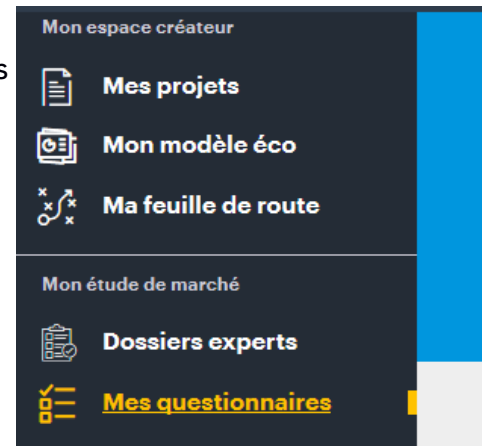 Mon espace créateur
s
Mes projets
Mon modèle éco
Ma feuille de route
Mon étude de marché
Dossiers experts
Mes questionnaires